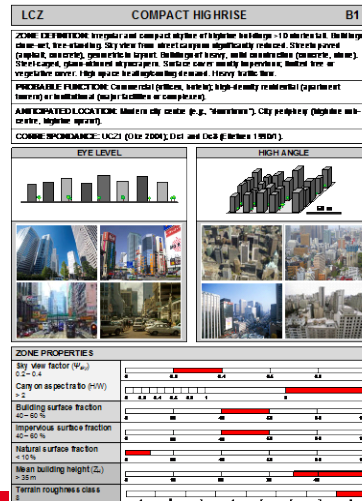 LCZ COMPACT HIGHRISE B1
ZONE DEFINITION: Irregular and compact skyline of highrise buildings >10 stories tall. Buildings
close-set, free-standing. Sky view from street canyon significantly reduced. Streets paved
(asphalt, concrete), geometric in layout. Buildings of heavy, solid construction (concrete, stone).
Steel-caged, glass-skinned skyscrapers. Surface cover mostly impervious; limited tree or
vegetative cover. High space heating/cooling demand. Heavy traffic flow.
PROBABLE FUNCTION: Commercial (offices, hotels); high-density residential (apartment
towers) or institutional (major facilities or complexes).
ANTICIPATED LOCATION: Modern city centre (e.g., "downtown"). City periphery (highrise sub-
centre, highrise sprawl).
CORRESPONDANCE: UCZ1 (Oke 2004); Dc1 and Dc8 (Ellefsen 1990/1).
EYE LEVEL HIGH ANGLE
ZONE PROPERTIES
Sky view factor
0.2 – 0.4
Canyon aspect ratio (H/W)
> 2
Building surface fraction
40 – 60 %
Impervious surface fraction
40 – 60 %
Natural surface fraction
< 10 %
Mean building height
> 35 m
Terrain roughness class
8